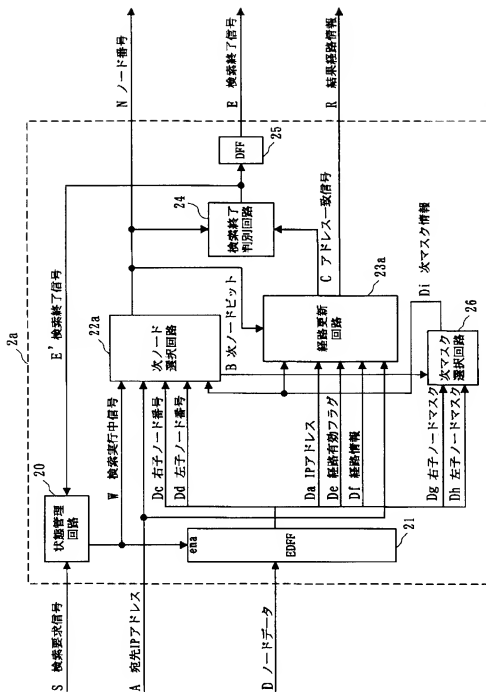 2a
S 検索要求信号
A 宛先IPアドレス
D ノードデータ
20
状態管理
回路
E' 検索終了信号
W 検索実行中信号
Dc 右子ノード番号
Dd 左子ノード番号
ena
EDFF
21
22a
次ノード
選択回路
B 次ノードビット
Da IPアドレス
De 経路有効フラグ
Df 経路情報
Dg 右子ノードマスク
Dh 左子ノードマスク
24
検索終了
判別回路
DFF
25
C アドレス一致信号
経路更新
回路
23a
Di 次マスク情報
次マスク
選択回路
26
N ノード番号
E 検索終了信号
R 結果経路情報